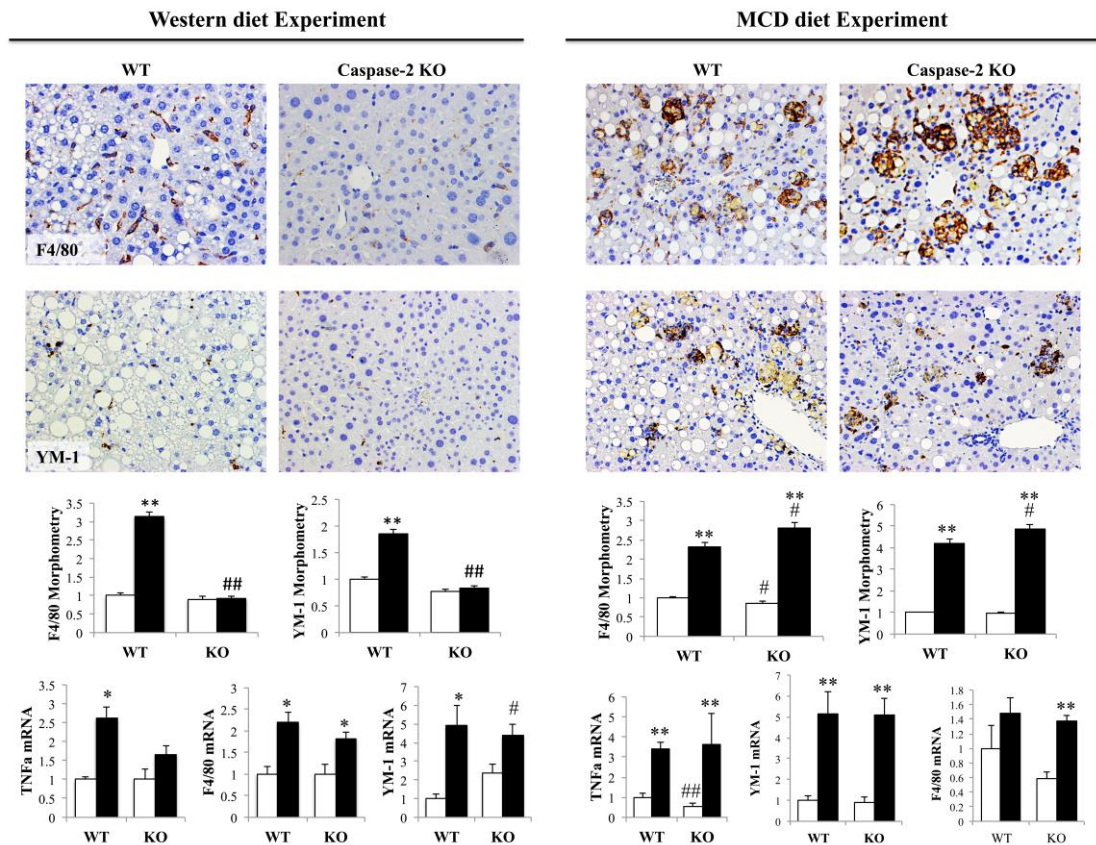 Western diet Experiment
MCD diet Experiment
WT
Caspase-2 KO
WT
Caspase-2 KO
F4/80
YM-1
F4/80 Morphometry
3.5
3
2.5
2
1.5
1
0.5
0
**
##
WT
KO
YM-1 Morphometry
2.5
2
1.5
1
0.5
0
**
##
WT
KO
F4/80 Morphometry
3.5
3
2.5
2
1.5
1
0.5
0
**
#
**
#
WT
KO
YM-1 Morphometry
6
5
4
3
2
1
0
**
**
#
WT
KO
TNFa mRNA
3.5
3
2.5
2
1.5
1
0.5
0
*
WT
KO
F4/80 mRNA
3
2.5
2
1.5
1
0.5
0
*
*
WT
KO
YM-1 mRNA
7
6
5
4
3
2
1
0
*
#
WT
KO
TNFa mRNA
6
5
4
3
2
1
0
**
##
**
WT
KO
YM-1 mRNA
7
6
5
4
3
2
1
0
**
**
WT
KO
F4/80 mRNA
1.8
1.6
1.4
1.2
1
0.8
0.6
0.4
0.2
0
**
WT
KO